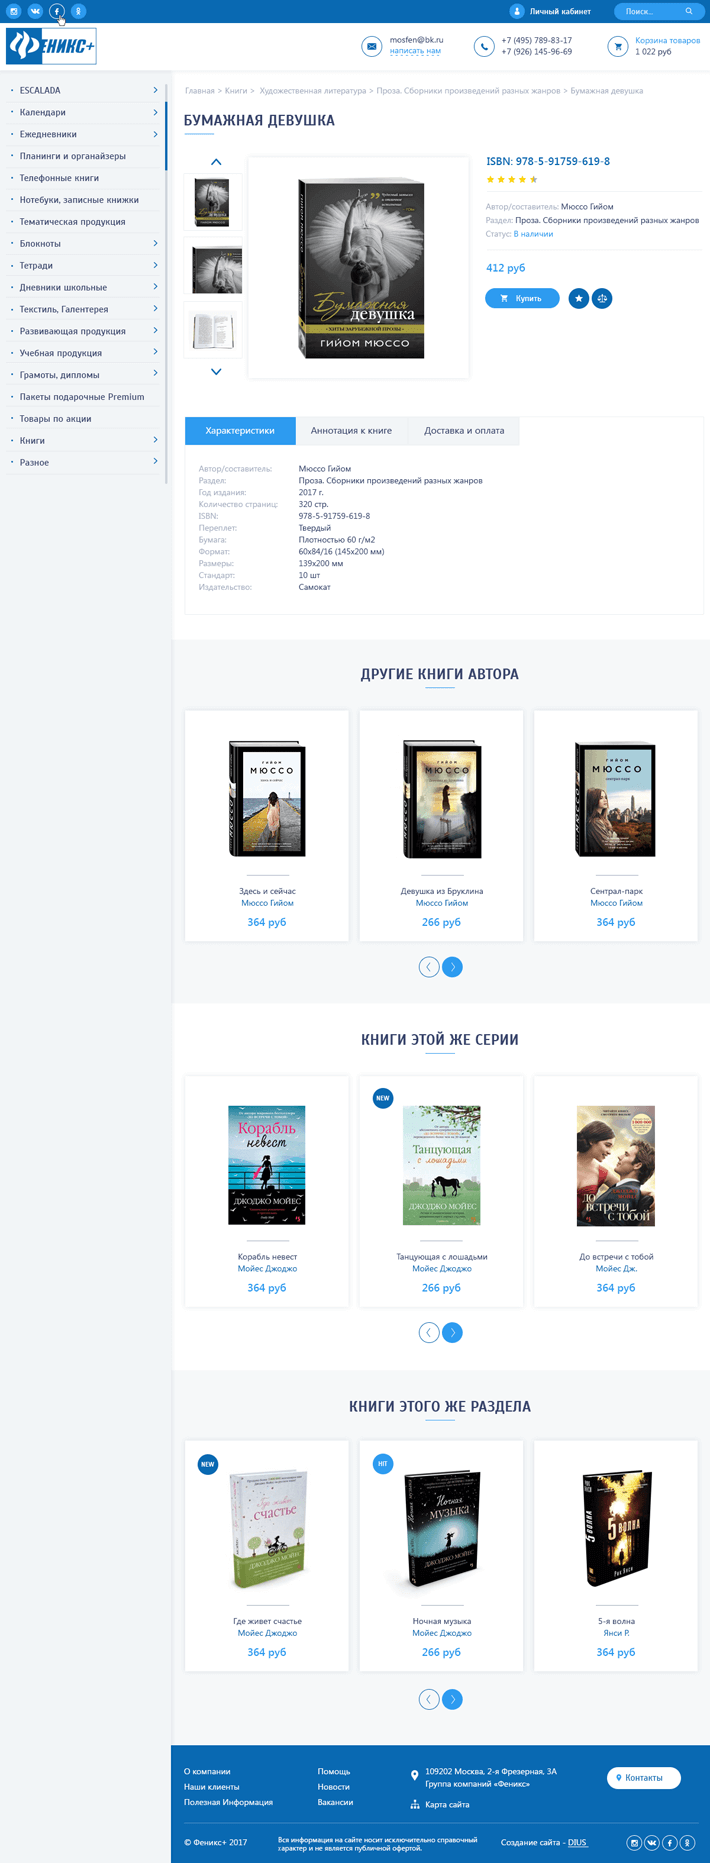 Личный кабинет
Поиск...
ФЕНИКС+
mosfen@bk.ru
написать нам
+7 (495) 789-83-17
+7 (926) 145-96-69
Корзина товаров
1 022 руб
ESCALADA
Календари
Ежедневники
Планинги и органайзеры
Телефонные книги
Нотебуки, записные книжки
Тематическая продукция
Блокноты
Тетради
Дневники школьные
Текстиль, Галентерея
Развивающая продукция
Учебная продукция
Грамоты, дипломы
Пакеты подарочные Premium
Товары по акции
Книги
Разное
Главная > Книги > Художественная литература > Проза. Сборники произведений разных жанров > Бумажная девушка
БУМАЖНАЯ ДЕВУШКА
Бумажная
девушка
• ХИТЫ ЗАРУБЕЖНОЙ ПРОЗЫ •
ГИЙОМ МЮССО
ISBN: 978-5-91759-619-8
Автор/составитель: Мюссо Гийом
Раздел: Проза. Сборники произведений разных жанров
Статус: В наличии
412 руб
Купить
Характеристики
Аннотация к книге
Доставка и оплата
Автор/составитель: Мюссо Гийом
Раздел: Проза. Сборники произведений разных жанров
Год издания: 2017 г.
Количество страниц: 320 стр.
ISBN: 978-5-91759-619-8
Переплет: Твердый
Бумага: Плотностью 60 г/м2
Формат: 60x84/16 (145x200 мм)
Размеры: 139x200 мм
Стандарт: 10 шт
Издательство: Самокат
ДРУГИЕ КНИГИ АВТОРА
ГИЙОМ
МЮССО
МЮССО
Здесь и сейчас
Мюссо Гийом
364 руб
ГИЙОМ
МЮССО
МЮССО
Девушка из Бруклина
Мюссо Гийом
266 руб
ГИЙОМ
МЮССО
МЮССО
Сентрал-парк
Мюссо Гийом
364 руб
КНИГИ ЭТОЙ ЖЕ СЕРИИ
Корабль
невест
ДЖОДЖО МОЙЕС
Корабль невест
Мойес Джоджо
364 руб
NEW
Танцующая
с лошадьми
ДЖОДЖО МОЙЕС
Танцующая с лошадьми
Мойес Джоджо
266 руб
ДО
ВСТРЕЧИ
С ТОБОЙ
До встречи с тобой
Мойес Дж.
364 руб
КНИГИ ЭТОГО ЖЕ РАЗДЕЛА
NEW
Где живет
счастье
ДЖОДЖО МОЙЕС
Где живет счастье
Мойес Джоджо
364 руб
HIT
Ночная
музыка
ДЖОДЖО МОЙЕС
Ночная музыка
Мойес Джоджо
266 руб
5 ВОЛНА
5 ВОЛНА
Рик Янси
5-я волна
Янси Р.
364 руб
О компании
Наши клиенты
Полезная Информация
Помощь
Новости
Вакансии
109202 Москва, 2-я Фрезерная, 3А
Группа компаний «Феникс»
Карта сайта
Контакты
© Феникс+ 2017
Вся информация на сайте носит исключительно справочный
характер и не является публичной офертой.
Создание сайта - DIUS